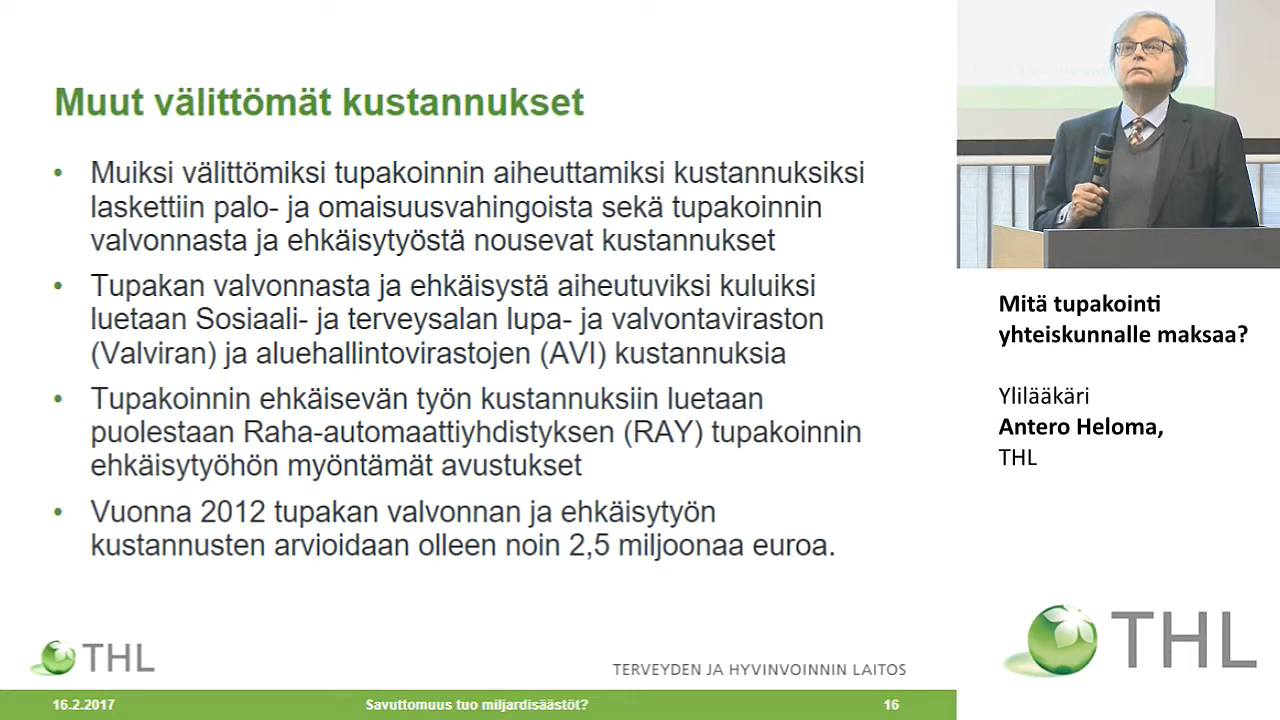 Muut välittömät kustannukset
• Muiksi välittömiksi tupakoinnin aiheuttamiksi kustannuksiksi
laskettiin palo- ja omaisuusvahingoista sekä tupakoinnin
valvonnasta ja ehkäisytyöstä nousevat kustannukset
• Tupakan valvonnasta ja ehkäisystä aiheutuviksi kuluiksi
luetaan Sosiaali- ja terveysalan lupa- ja valvontaviraston
(Valviran) ja aluehallintovirastojen (AVI) kustannuksia
• Tupakoinnin ehkäisevän työn kustannuksiin luetaan
puolestaan Raha-automaattiyhdistyksen (RAY) tupakoinnin
ehkäisytyöhön myöntämät avustukset
• Vuonna 2012 tupakan valvonnan ja ehkäisytyön
kustannusten arvioidaan olleen noin 2,5 miljoonaa euroa.
THL
TERVEYDEN JA HYVINVOINNIN LAITOS
16.2.2017
Savuttomuus tuo miljardisäästöt?
16
Mitä tupakointi
yhteiskunnalle maksaa?
Ylilääkäri
Antero Heloma,
THL
THL